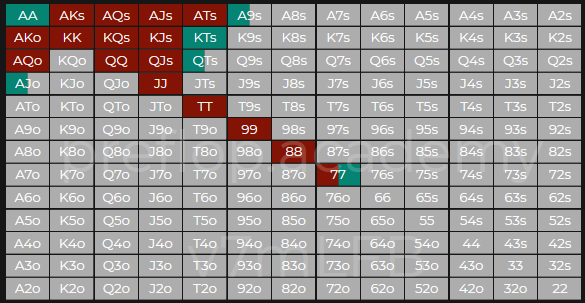 AA AKs AQs AJs ATs A9s A8s A7s A6s A5s A4s A3s A2s
AKo KK KQs KJs KTs K9s K8s K7s K6s K5s K4s K3s K2s
AQo KQo QQ QJs QTs Q9s Q8s Q7s Q6s Q5s Q4s Q3s Q2s
AJo KJo QJo JJ JTs J9s J8s J7s J6s J5s J4s J3s J2s
ATo KTo QTo JTo TT T9s T8s T7s T6s T5s T4s T3s T2s
A9o K9o Q9o J9o T9o 99 98s 97s 96s 95s 94s 93s 92s
A8o K8o Q8o J8o T8o 98o 88 87s 86s 85s 84s 83s 82s
preflop.academy
A7o K7o Q7o J7o T7o 97o 87o 77 76s 75s 74s 73s 72s
A6o K6o Q6o J6o T6o 96o 86o 76o 66 65s 64s 63s 62s
A5o K5o Q5o J5o T5o 95o 85o 75o 65o 55 54s 53s 52s
A4o K4o Q4o J4o T4o 94o 84o 74o 64o 54o 44 43s 42s
A3o K3o Q3o J3o T3o 93o 83o 73o 63o 53o 43o 33 32s
A2o K2o Q2o J2o T2o 92o 82o 72o 62o 52o 42o 32o 22